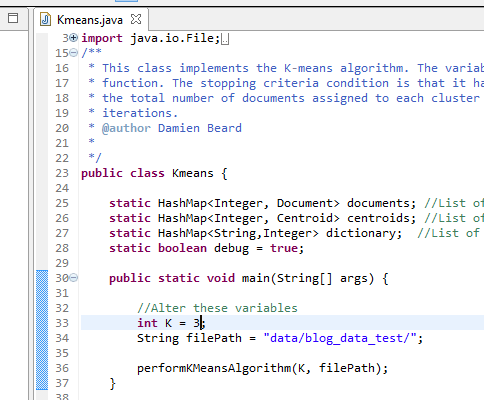 Kmeans.java
3 import java.io.File;
15 /**
16  * This class implements the K-means algorithm. The variab
17  * function. The stopping criteria condition is that it ha
18  * the total number of documents assigned to each cluster
19  * iterations.
20  * @author Damien Beard
21  *
22  */
23 public class Kmeans {
24
25     static HashMap<Integer, Document> documents; //List of
26     static HashMap<Integer, Centroid> centroids; //List of
27     static HashMap<String,Integer> dictionary;  //List of
28     static boolean debug = true;
29
30     public static void main(String[] args) {
31
32         //Alter these variables
33         int K = 3;
34         String filePath = "data/blog_data_test/";
35
36         performKMeansAlgorithm(K, filePath);
37     }
38